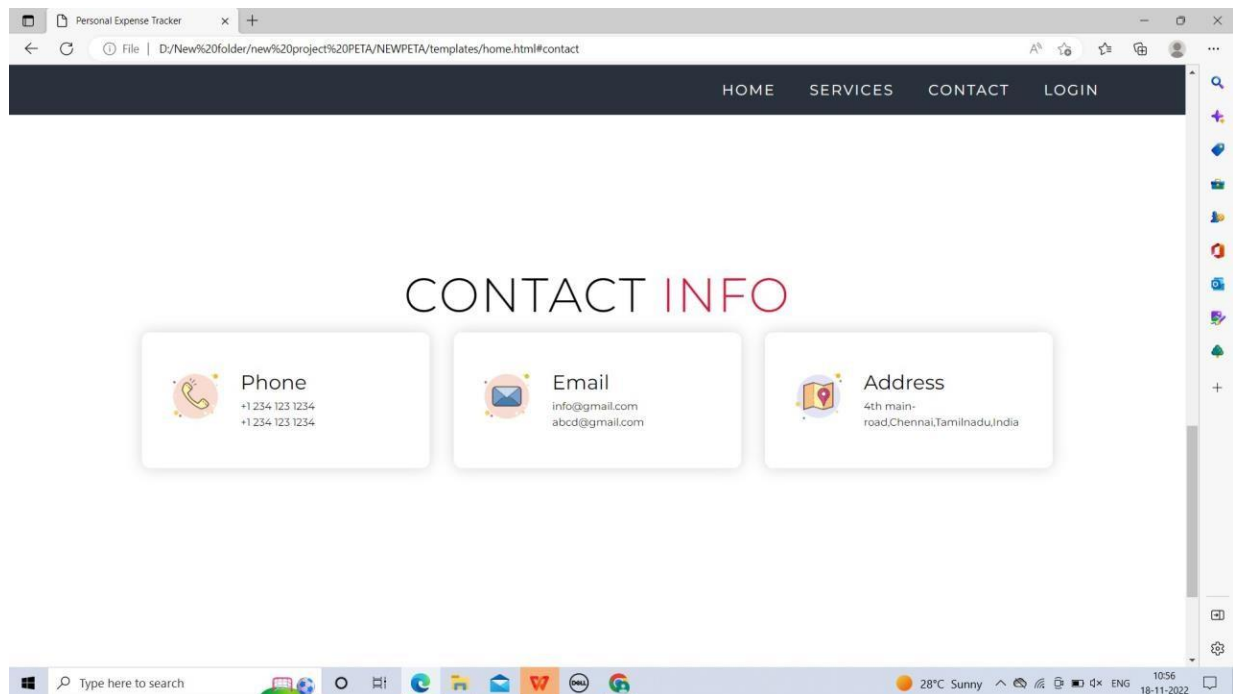 Personal Expense Tracker
File | D:/New%20folder/new%20project%20PETA/NEWPETA/templates/home.html#contact
HOME SERVICES CONTACT LOGIN
CONTACT INFO
Phone
+1 234 123 1234
+1 234 123 1234
Email
info@gmail.com
abcd@gmail.com
Address
4th main-
road,Chennai,Tamilnadu,India
Type here to search
DELL
28°C Sunny
ENG
10:56
18-11-2022